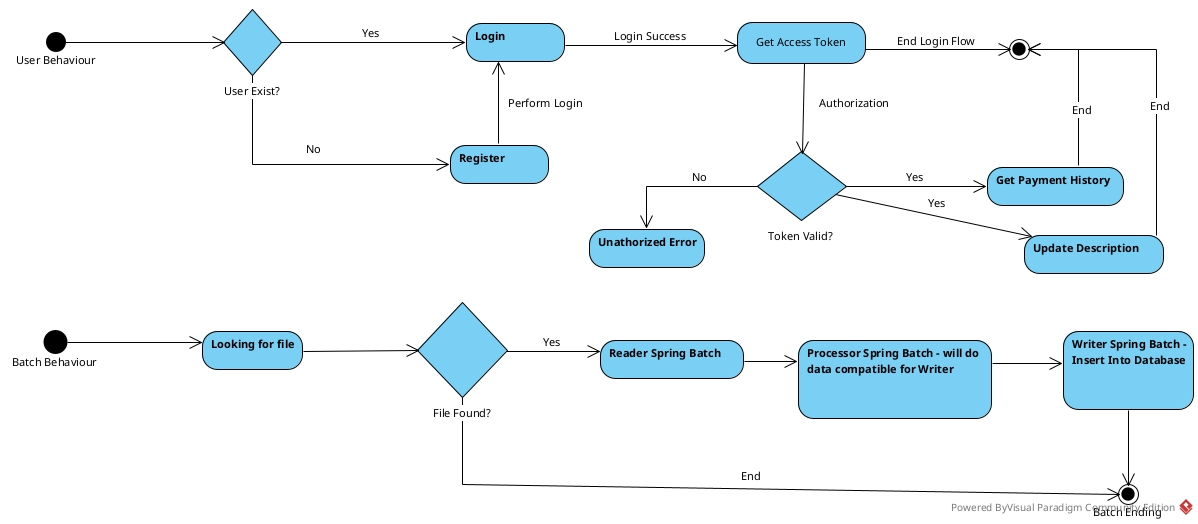 User Behaviour
User Exist?
Yes
No
Login
Perform Login
Register
Login Success
Get Access Token
End Login Flow
Authorization
End
End
No
Yes
Yes
Get Payment History
Token Valid?
Unathorized Error
Update Description
Batch Behaviour
Looking for file
File Found?
Yes
Reader Spring Batch
Processor Spring Batch - will do
data compatible for Writer
Writer Spring Batch -
Insert Into Database
End
Powered ByVisual Paradigm Community Edition
Batch Ending